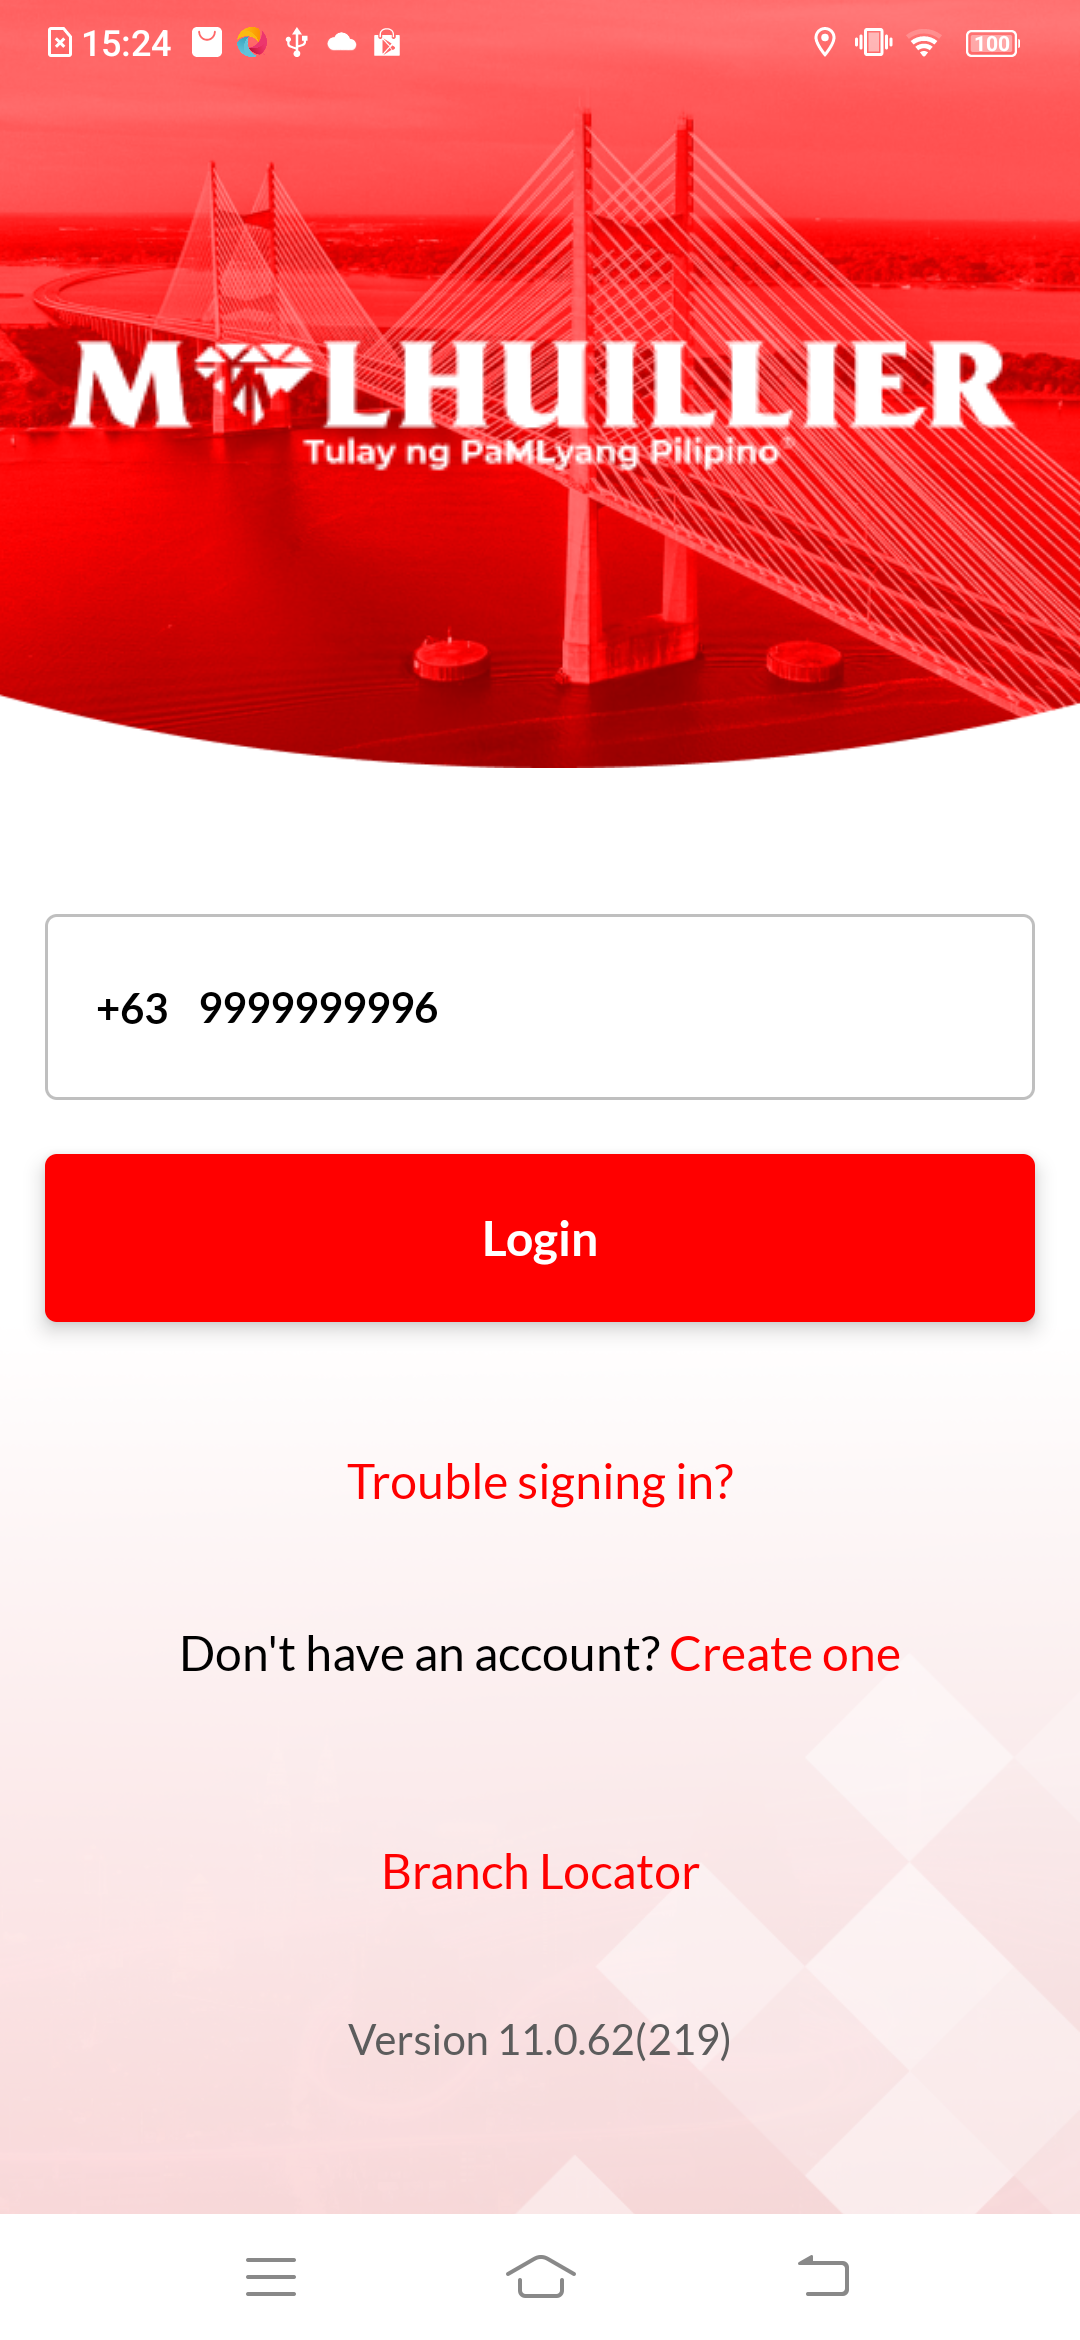 15:24 100
M LHUILLIER
Tulay ng PaMLyang Pilipino
+63 9999999996
Login
Trouble signing in?
Don't have an account? Create one
Branch Locator
Version 11.0.62(219)